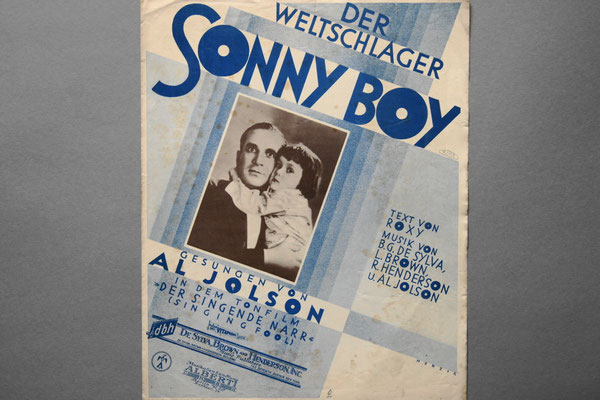 DER
WELTSCHLAGER
SONNY BOY
TEXT VON
ROXY
MUSIK VON
B.G. DE SYLVA,
L. BROWN,
R. HENDERSON
U. AL JOLSON
GESUNGEN VON
AL JOLSON
IN DEM TONFILM
»DER SINGENDE NARR«
(SINGING FOOL)
dbh
DE SYLVA, BROWN AND HENDERSON, INC.
ALBERTI